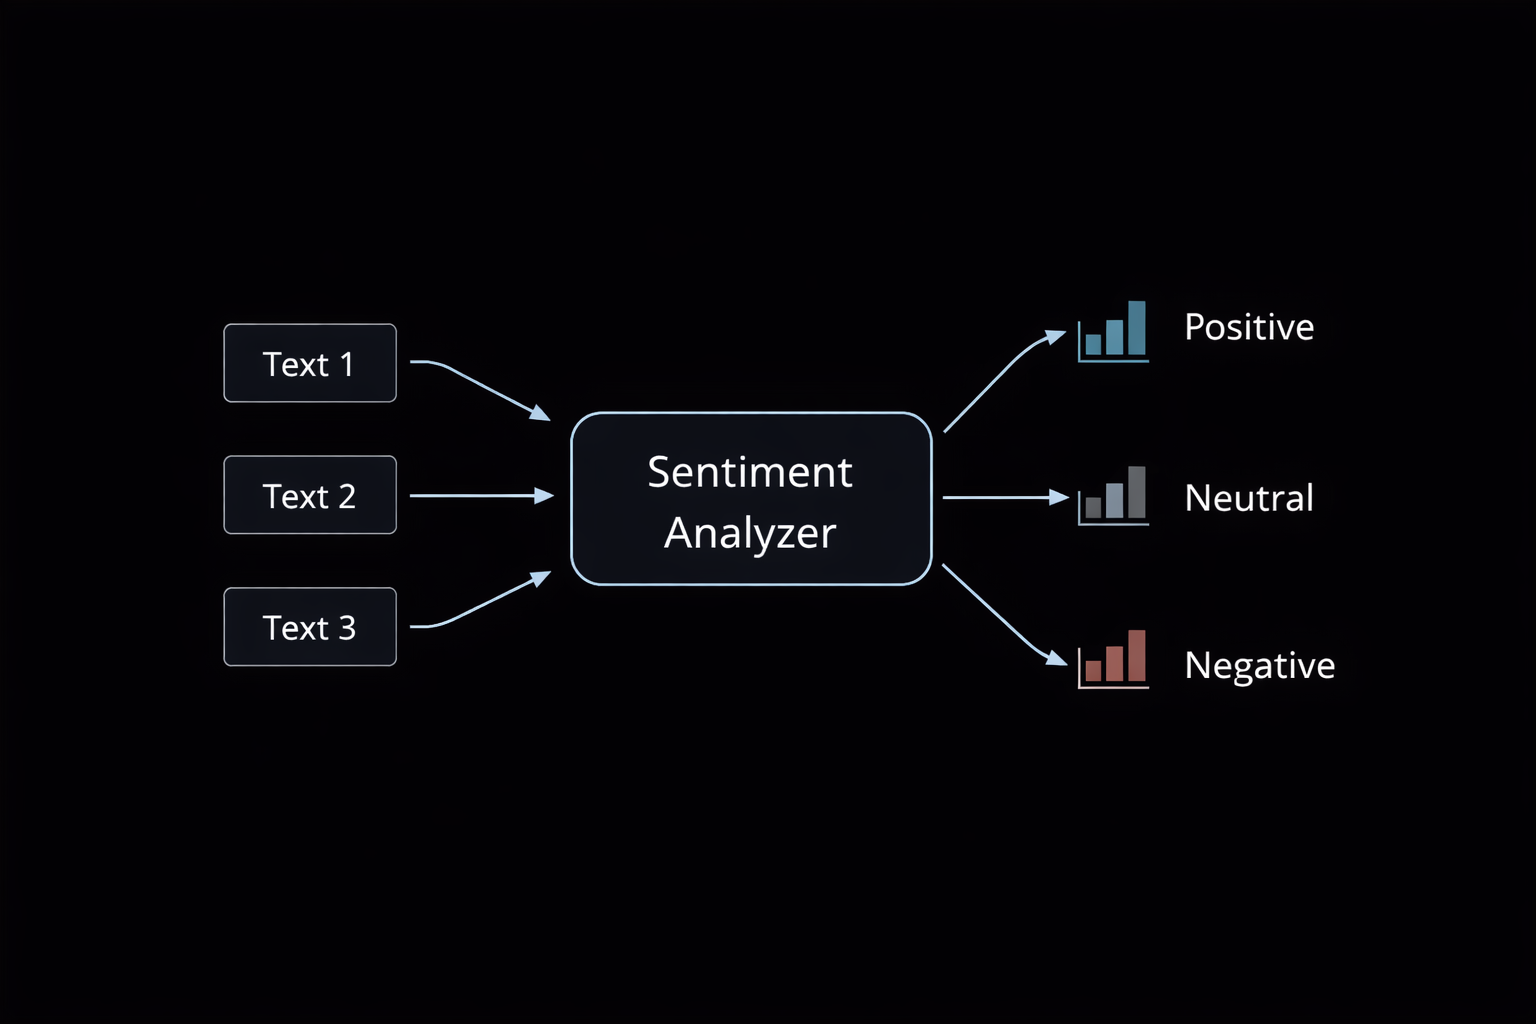 Text 1
Text 2
Text 3
Sentiment
Analyzer
Positive
Neutral
Negative